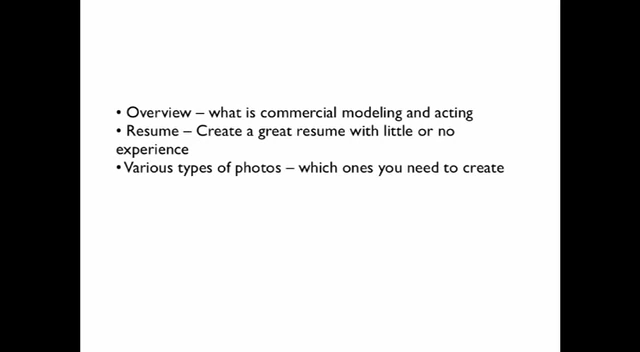 • Overview – what is commercial modeling and acting
• Resume – Create a great resume with little or no
experience
• Various types of photos – which ones you need to create